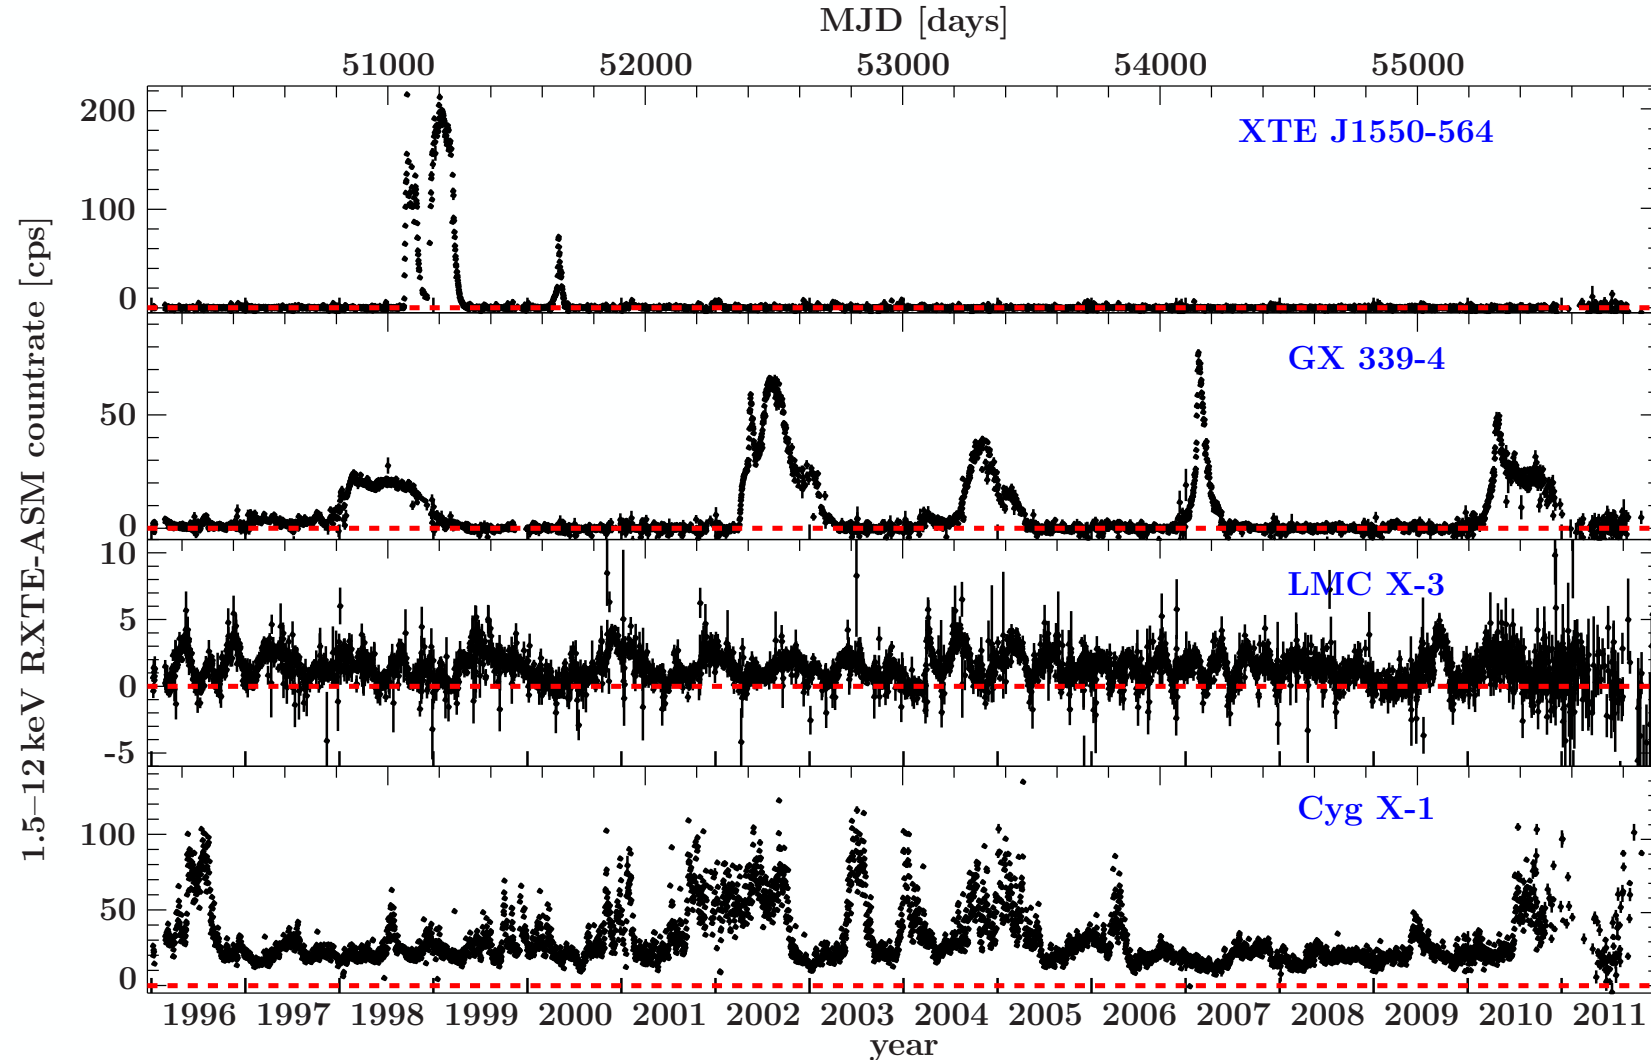 MJD [days]
51000 52000 53000 54000 55000
200
100
0
XTE J1550-564
50
0
GX 339-4
10
5
0
-5
LMC X-3
100
50
0
Cyg X-1
1.5–12 keV RXTE-ASM countrate [cps]
1996 1997 1998 1999 2000 2001 2002 2003 2004 2005 2006 2007 2008 2009 2010 2011
year